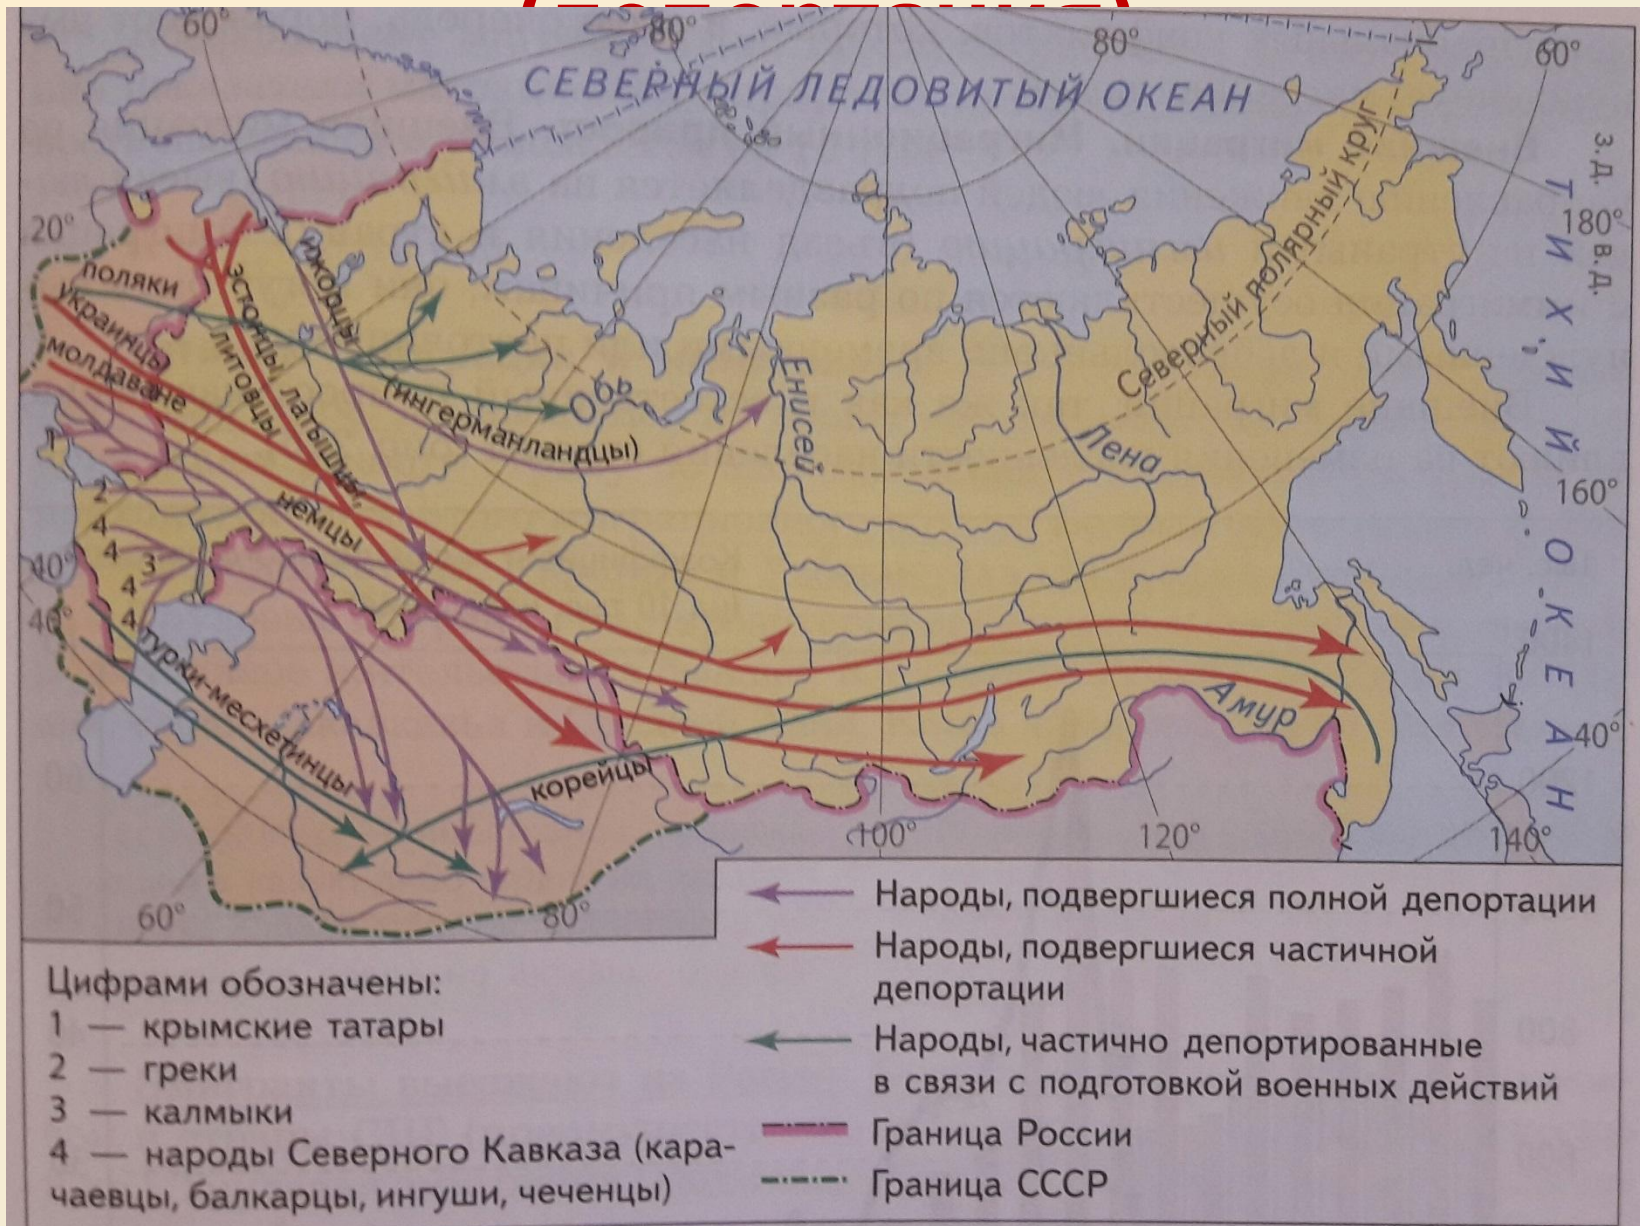 60°
80°
80°
60°
СЕВЕРНЫЙ ЛЕДОВИТЫЙ ОКЕАН
з.д.
180°
в.д.
20°
Северный полярный круг
ТИХИЙ ОКЕАН
поляки
украинцы
молдаване
ижорцы
(ингерманландцы)
эстонцы, латыши,
литовцы
немцы
Обь
Енисей
Лена
160°
1
2
4
4
3
4
4
40°
40°
турки-месхетинцы
корейцы
Амур
40°
100°
120°
140°
60°
80°
Народы, подвергшиеся полной депортации
Народы, подвергшиеся частичной
депортации
Народы, частично депортированные
в связи с подготовкой военных действий
Граница России
Граница СССР
Цифрами обозначены:
1 — крымские татары
2 — греки
3 — калмыки
4 — народы Северного Кавказа (кара-
чаевцы, балкарцы, ингуши, чеченцы)